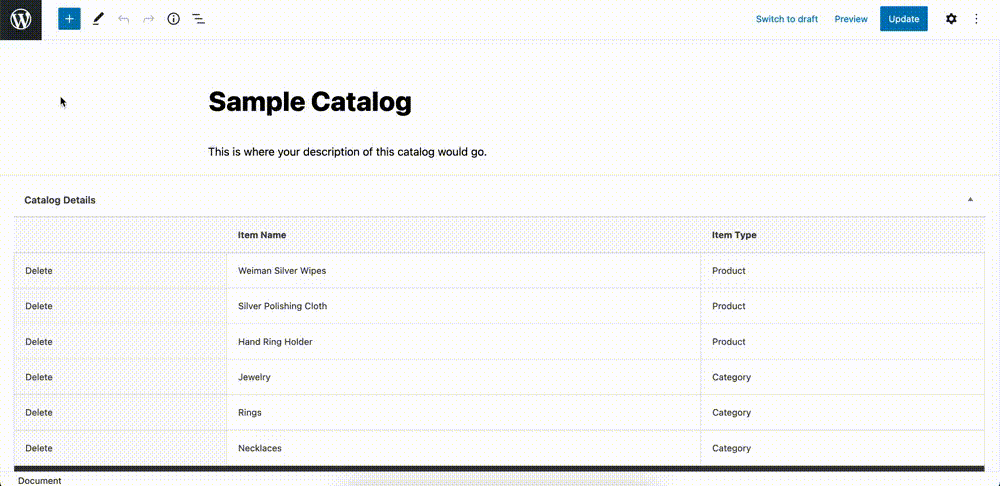 Switch to draft Preview Update
Sample Catalog
This is where your description of this catalog would go.
Catalog Details
Item Name Item Type
Delete Weiman Silver Wipes Product
Delete Silver Polishing Cloth Product
Delete Hand Ring Holder Product
Delete Jewelry Category
Delete Rings Category
Delete Necklaces Category
Document